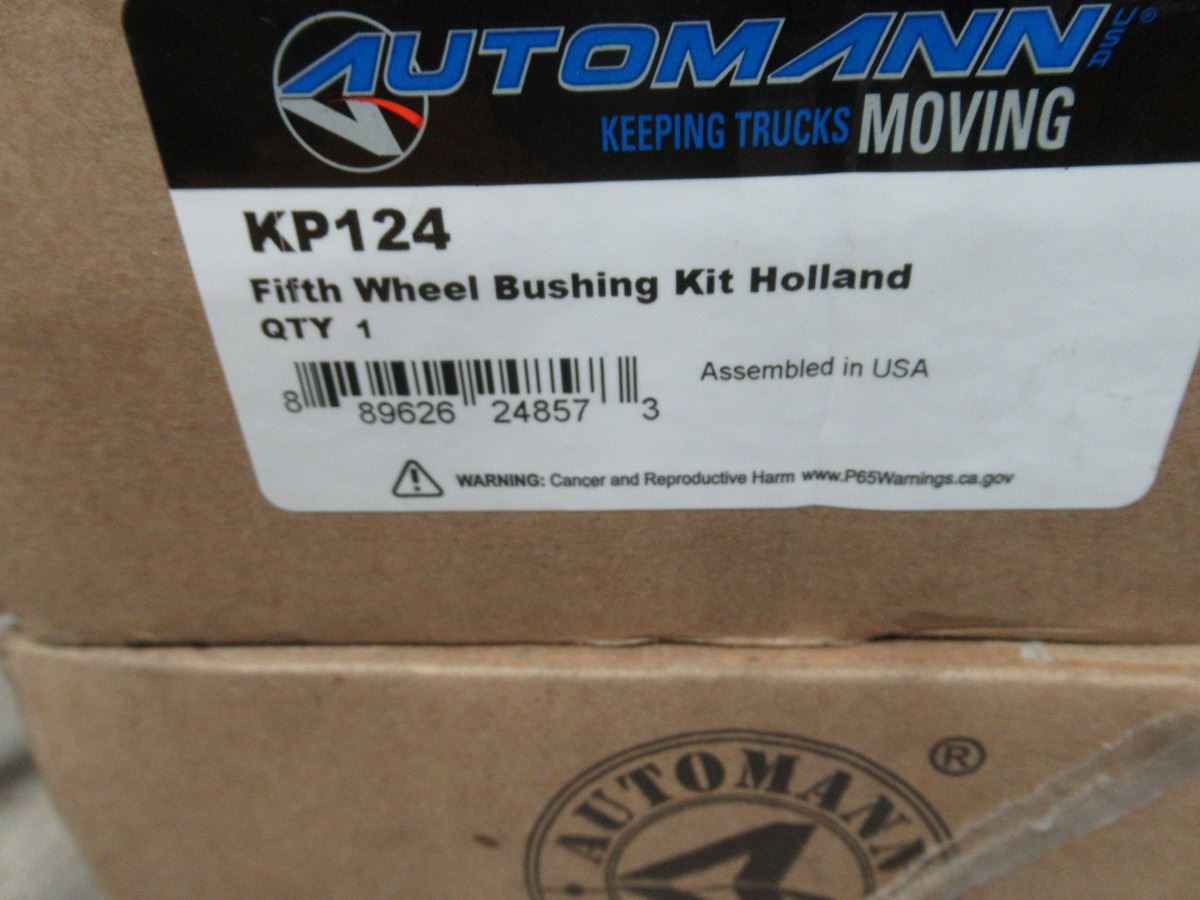 AUTOMANN USA®
KEEPING TRUCKS MOVING
KP124
Fifth Wheel Bushing Kit Holland
QTY 1
Assembled in USA
8 89626 24857 3
WARNING: Cancer and Reproductive Harm www.P65Warnings.ca.gov
AUTOMANN ®